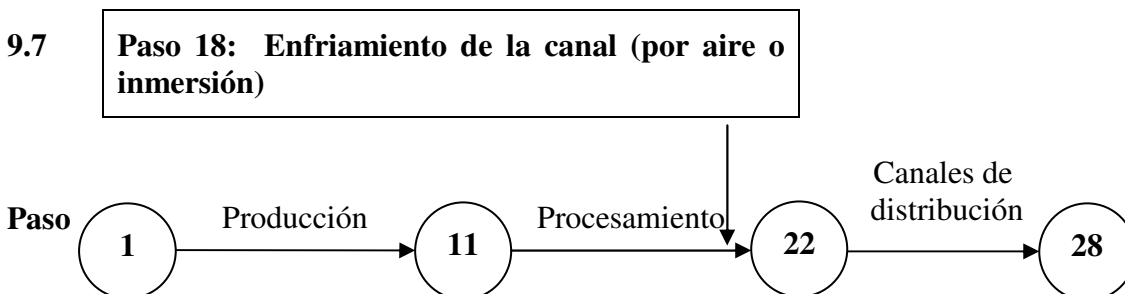 9.7 Paso 18: Enfriamiento de la canal (por aire o
inmersión)
Canales de
distribución
Paso 1 Producción 11 Procesamiento 22 28